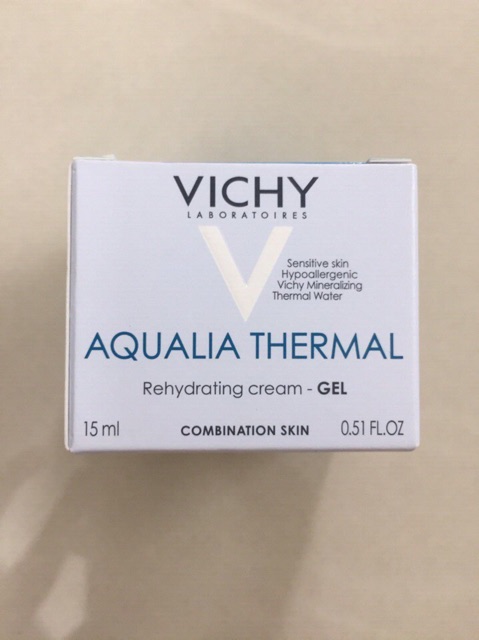 VICHY
LABORATOIRES
Sensitive skin
Hypoallergenic
Vichy Mineralizing
Thermal Water
AQUALIA THERMAL
Rehydrating cream - GEL
15 ml COMBINATION SKIN 0.51 FL.OZ